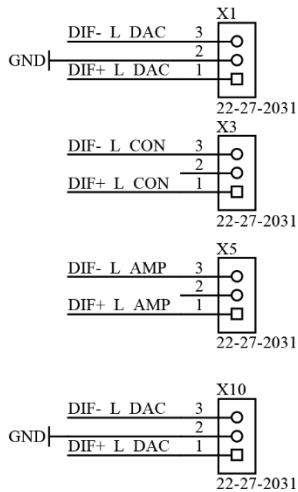 X1
DIF- L DAC 3
GND 2
DIF+ L DAC 1
22-27-2031
X3
DIF- L CON 3
2
DIF+ L CON 1
22-27-2031
X5
DIF- L AMP 3
2
DIF+ L AMP 1
22-27-2031
X10
DIF- L DAC 3
GND 2
DIF+ L DAC 1
22-27-2031